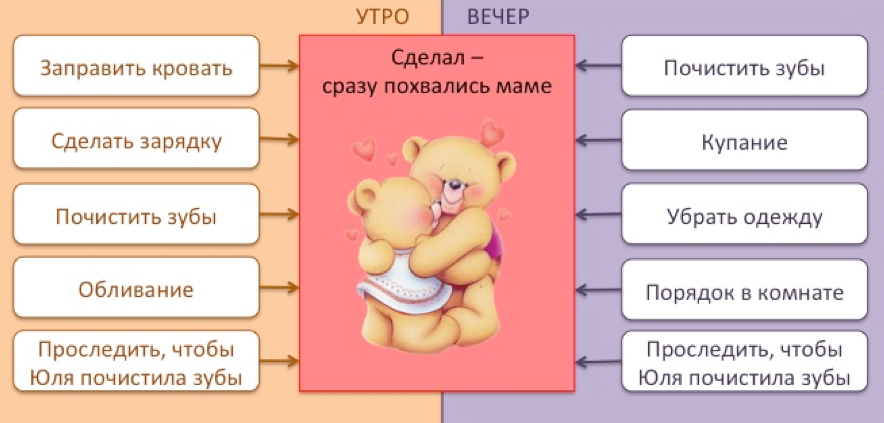 УТРО
ВЕЧЕР
Заправить кровать
Сделать зарядку
Почистить зубы
Обливание
Проследить, чтобы
Юля почистила зубы
Сделал –
сразу похвались маме
Почистить зубы
Купание
Убрать одежду
Порядок в комнате
Проследить, чтобы
Юля почистила зубы